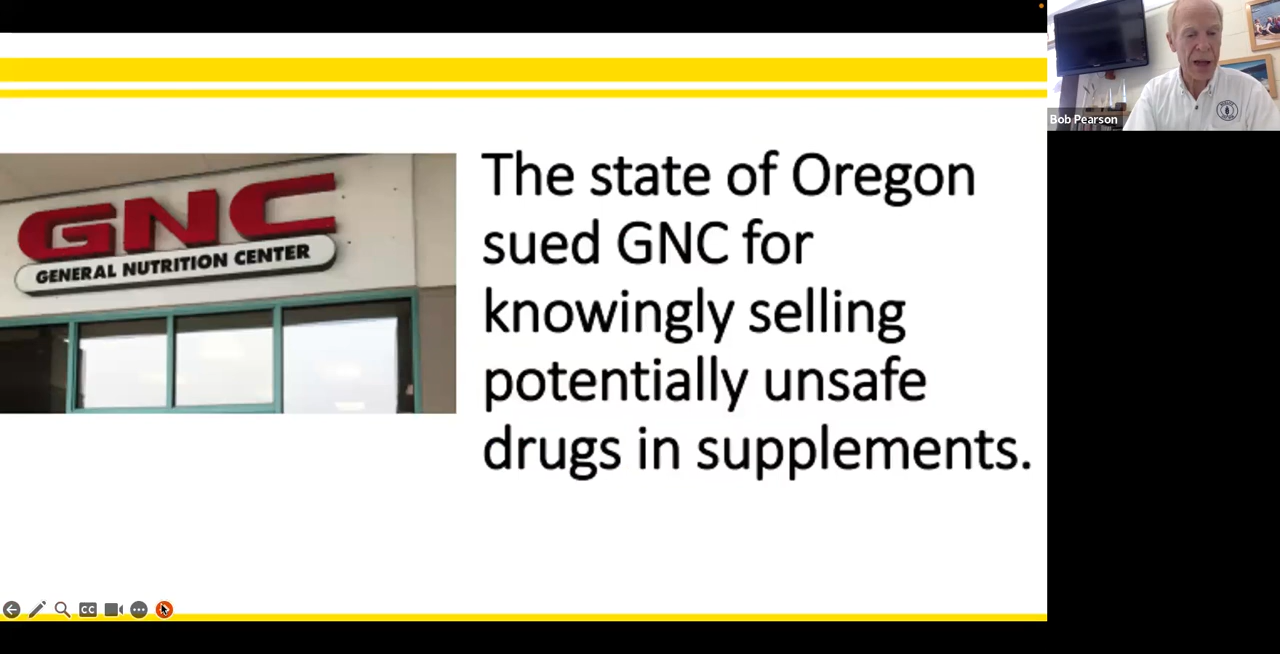 GNC
GENERAL NUTRITION CENTER
The state of Oregon
sued GNC for
knowingly selling
potentially unsafe
drugs in supplements.
Bob Pearson
CC